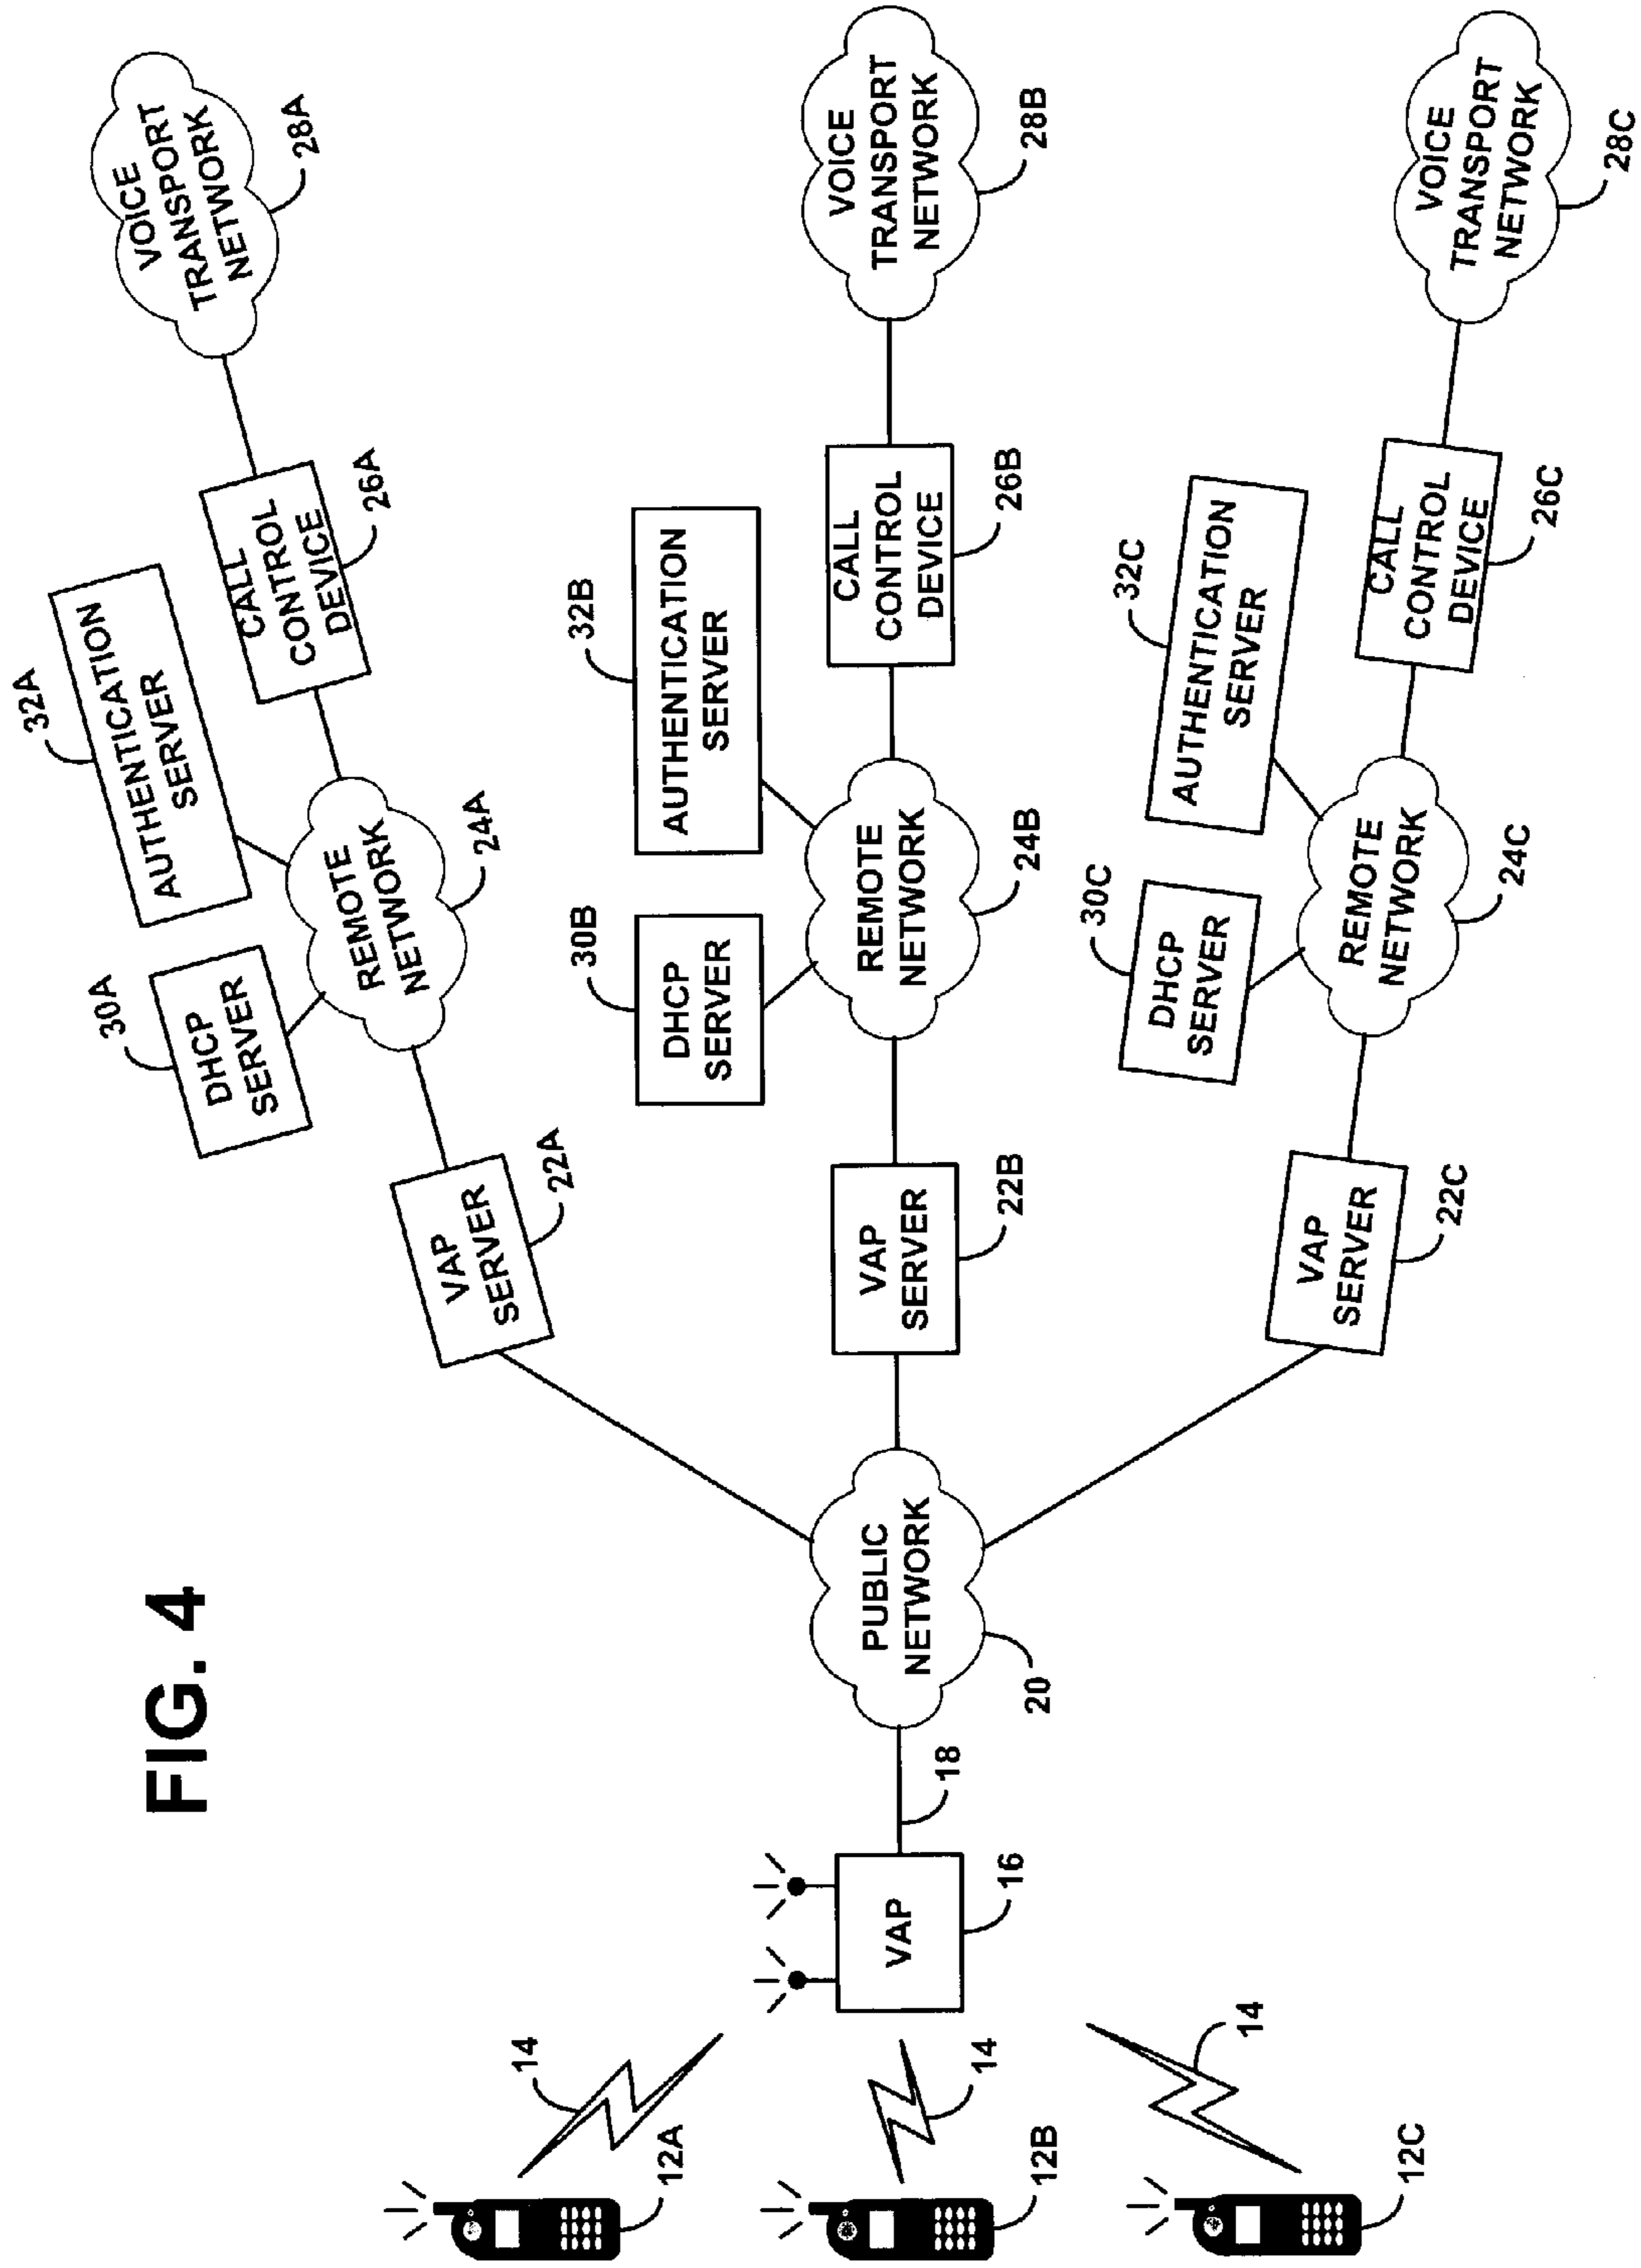 FIG. 4
12A
12B
12C
14
14
14
VAP
16
18
PUBLIC
NETWORK
20
VAP
SERVER
22A
DHCP
SERVER
30A
REMOTE
NETWORK
24A
AUTHENTICATION
SERVER
32A
CALL
CONTROL
DEVICE
26A
VOICE
TRANSPORT
NETWORK
28A
VAP
SERVER
22B
DHCP
SERVER
30B
REMOTE
NETWORK
24B
AUTHENTICATION
SERVER
32B
CALL
CONTROL
DEVICE
26B
VOICE
TRANSPORT
NETWORK
28B
VAP
SERVER
22C
DHCP
SERVER
30C
REMOTE
NETWORK
24C
AUTHENTICATION
SERVER
32C
CALL
CONTROL
DEVICE
26C
VOICE
TRANSPORT
NETWORK
28C